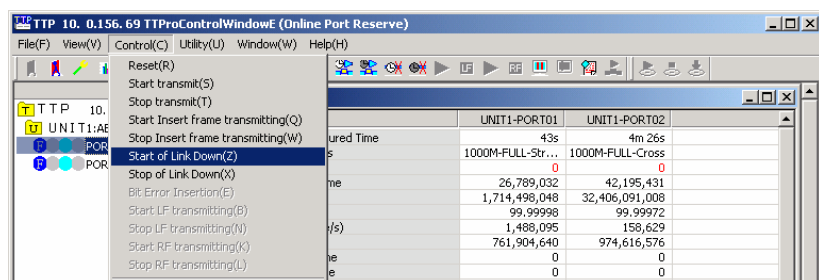 TTP 10. 0.156. 69 TTProControlWindowE (Online Port Reserve)
File(F) View(V) Control(C) Utility(U) Window(W) Help(H)
Reset(R)
Start transmit(S)
Stop transmit(T)
Start Insert frame transmitting(Q)
Stop Insert frame transmitting(W)
Start of Link Down(Z)
Stop of Link Down(X)
Bit Error Insertion(E)
Start LF transmitting(B)
Stop LF transmitting(N)
Start RF transmitting(K)
Stop RF transmitting(L)
T TTP 10.
U UNIT1:AB
POR
POR
UNIT1-PORT01 UNIT1-PORT02
ured Time 43s 4m 26s
s 1000M-FULL-Str... 1000M-FULL-Cross
0 0
me 26,789,032 42,195,431
1,714,498,048 32,406,091,008
99.99998 99.99972
/s) 1,488,095 158,629
761,904,640 974,616,576
ne 0 0
e 0 0